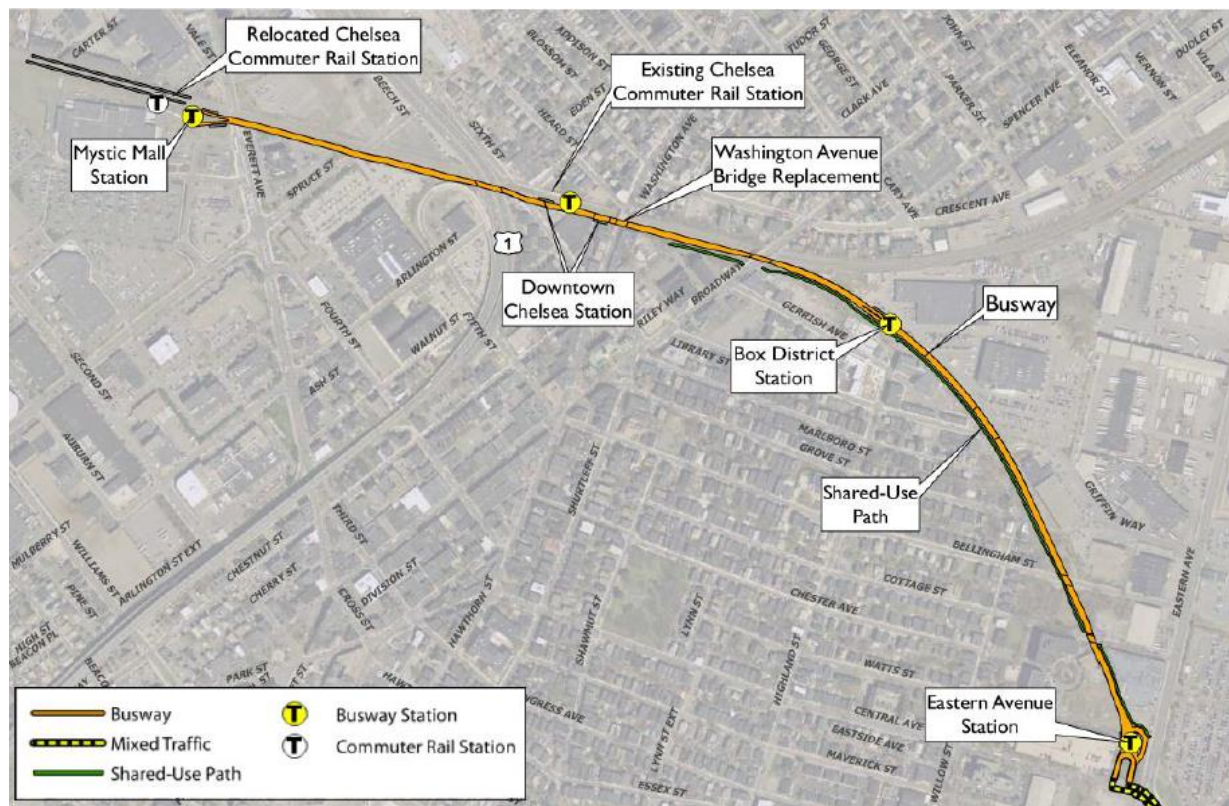 CARTER ST
VALE ST
Relocated Chelsea
Commuter Rail Station
BEECH ST
ADDISON ST
BLOSSOM ST
EDEN ST
HEARD ST
SIXTH ST
Existing Chelsea
Commuter Rail Station
TUDOR ST
GEORGE ST
CLARK AVE
JOHN ST
PARKER ST
SPENCER AVE
ELEANOR ST
VERNON ST
DUDLEY ST
VILA ST
T
T
Mystic Mall
Station
EVERETT AVE
SPRUCE ST
WASHINGTON AVE
Washington Avenue
Bridge Replacement
CARY AVE
CRESCENT AVE
T
1
ARLINGTON ST
Downtown
Chelsea Station
RILEY WAY
BROADWAY
GERRISH AVE
T
Busway
Box District
Station
LIBRARY ST
FOURTH ST
WALNUT ST
FIFTH ST
ASH ST
SECOND ST
AUBURN ST
MARLBORO ST
GROVE ST
SHURTLEFF ST
Shared-Use
Path
GRIFFIN WAY
THIRD ST
MULBERRY ST
WILLIAMS ST
ARLINGTON ST EXT
CHESTNUT ST
CHERRY ST
DIVISION ST
CROSS ST
HAWTHORN ST
BELLINGHAM ST
COTTAGE ST
CHESTER AVE
EASTERN AVE
PINE ST
HIGH ST
BEACON PL
PARK ST
SHAWMUT ST
LYNN ST
HIGHLAND ST
WATTS ST
LYNN ST EXT
CENTRAL AVE
EASTSIDE AVE
MAVERICK ST
WILLOW ST
ESSEX ST
Eastern Avenue
Station
T
Busway
T
Busway Station
Mixed Traffic
T
Commuter Rail Station
Shared-Use Path